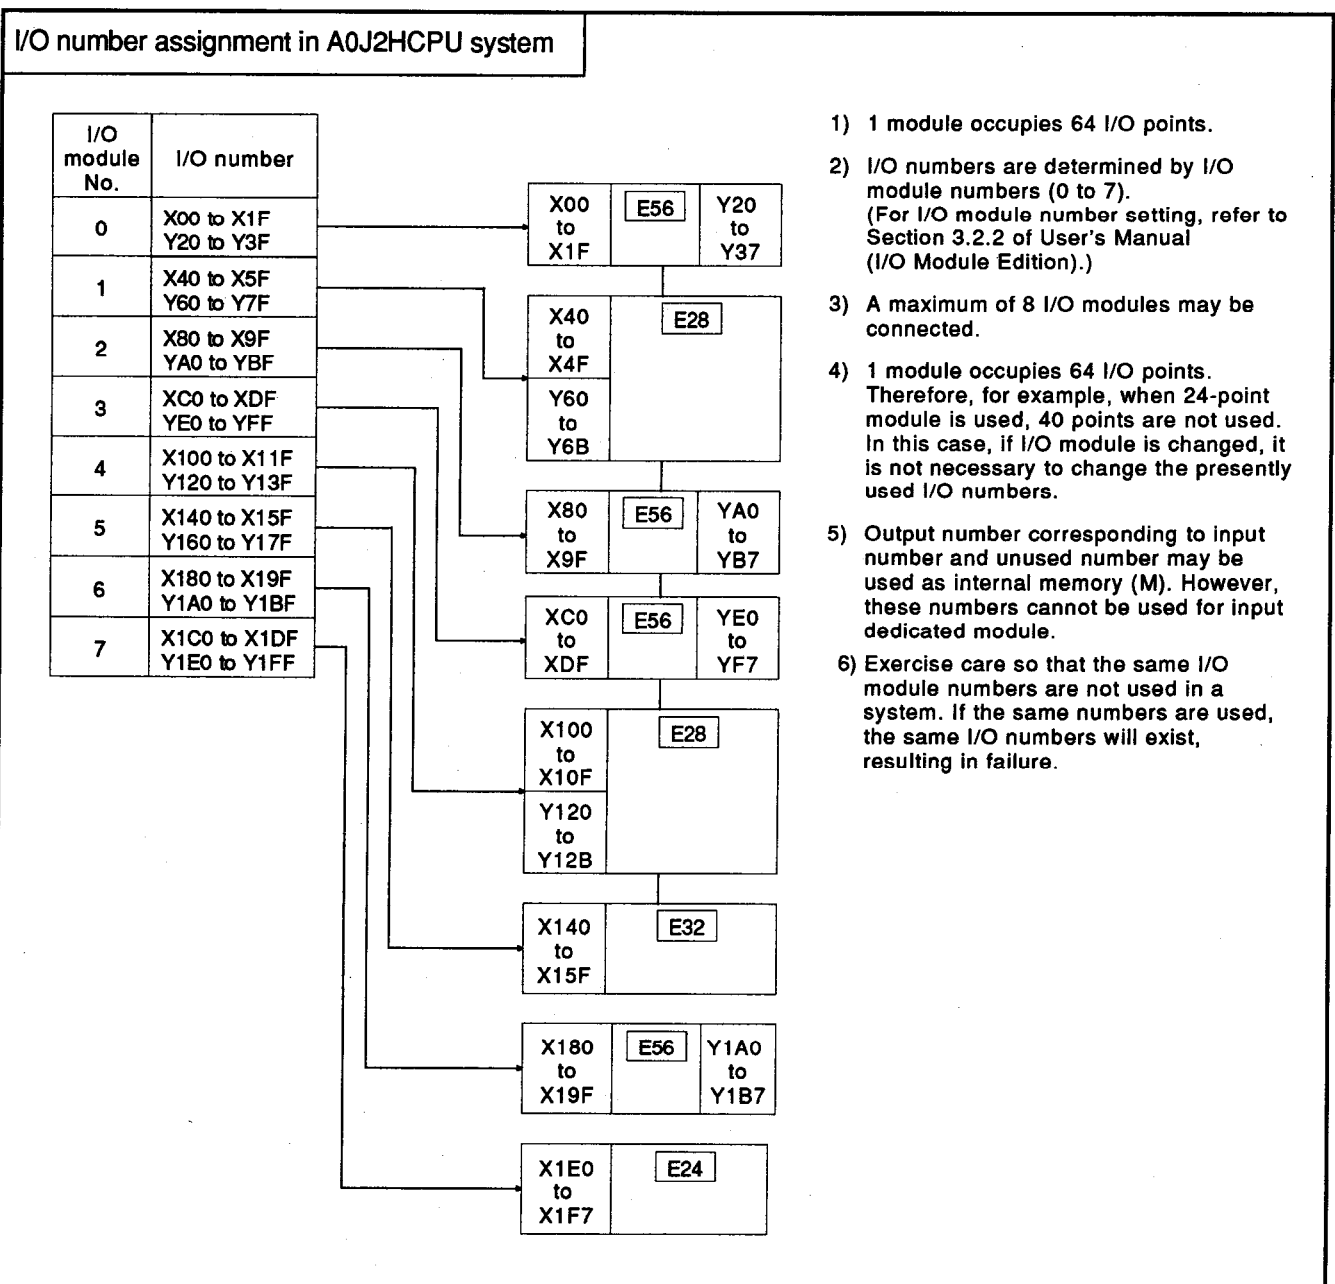 I/O number assignment in A0J2HCPU system
I/O
module
No.
I/O number
0
X00 to X1F
Y20 to Y3F
1
X40 to X5F
Y60 to Y7F
2
X80 to X9F
YA0 to YBF
3
XC0 to XDF
YE0 to YFF
4
X100 to X11F
Y120 to Y13F
5
X140 to X15F
Y160 to Y17F
6
X180 to X19F
Y1A0 to Y1BF
7
X1C0 to X1DF
Y1E0 to Y1FF
X00
to
X1F
E56
Y20
to
Y37
X40
to
X4F
E28
Y60
to
Y6B
X80
to
X9F
E56
YA0
to
YB7
XC0
to
XDF
E56
YE0
to
YF7
X100
to
X10F
E28
Y120
to
Y12B
X140
to
X15F
E32
X180
to
X19F
E56
Y1A0
to
Y1B7
X1E0
to
X1F7
E24
1) 1 module occupies 64 I/O points.
2) I/O numbers are determined by I/O
module numbers (0 to 7).
(For I/O module number setting, refer to
Section 3.2.2 of User's Manual
(I/O Module Edition).)
3) A maximum of 8 I/O modules may be
connected.
4) 1 module occupies 64 I/O points.
Therefore, for example, when 24-point
module is used, 40 points are not used.
In this case, if I/O module is changed, it
is not necessary to change the presently
used I/O numbers.
5) Output number corresponding to input
number and unused number may be
used as internal memory (M). However,
these numbers cannot be used for input
dedicated module.
6) Exercise care so that the same I/O
module numbers are not used in a
system. If the same numbers are used,
the same I/O numbers will exist,
resulting in failure.